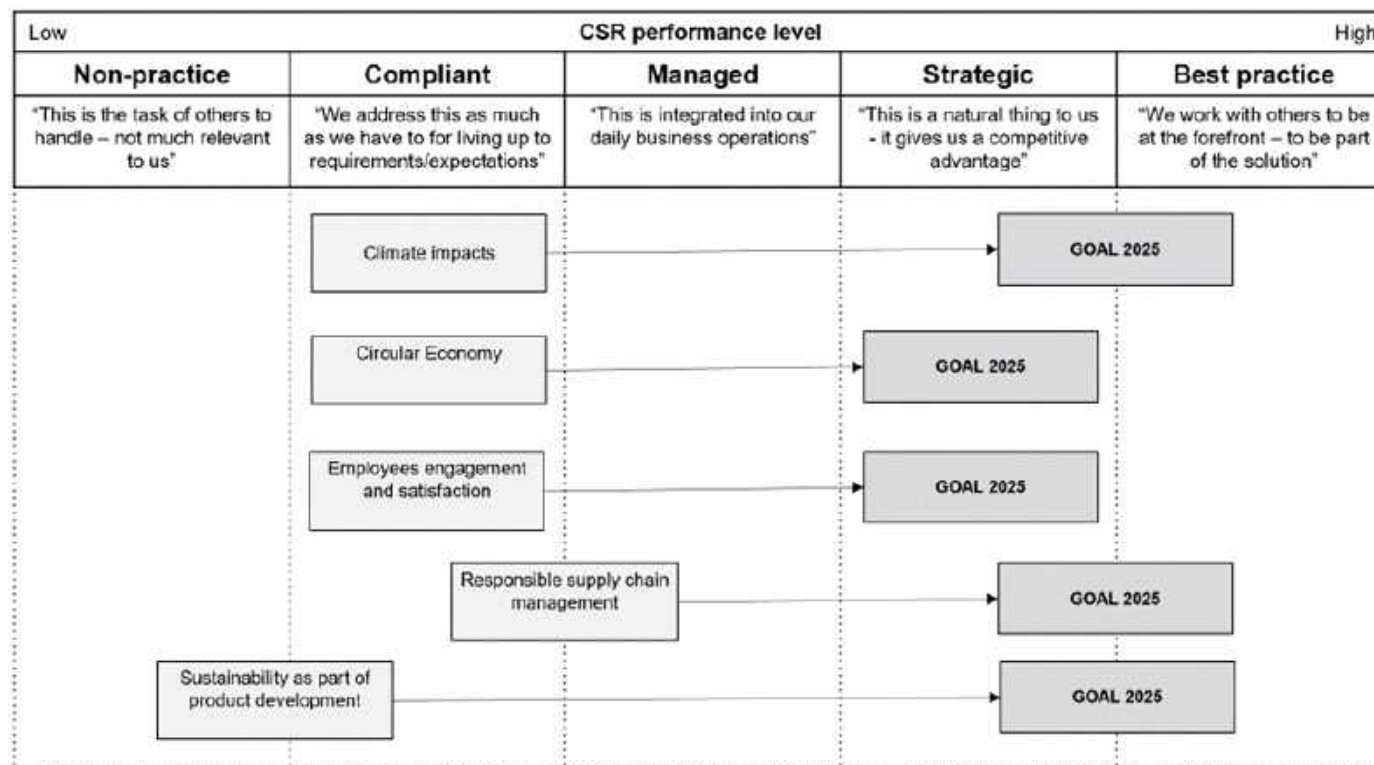 Low CSR performance level High
Non-practice Compliant Managed Strategic Best practice
"This is the task of others to
handle – not much relevant
to us"
"We address this as much
as we have to for living up to
requirements/expectations"
"This is integrated into our
daily business operations"
"This is a natural thing to us
- it gives us a competitive
advantage"
"We work with others to be
at the forefront – to be part
of the solution"
Climate impacts
GOAL 2025
Circular Economy
GOAL 2025
Employees engagement
and satisfaction
GOAL 2025
Responsible supply chain
management
GOAL 2025
Sustainability as part of
product development
GOAL 2025